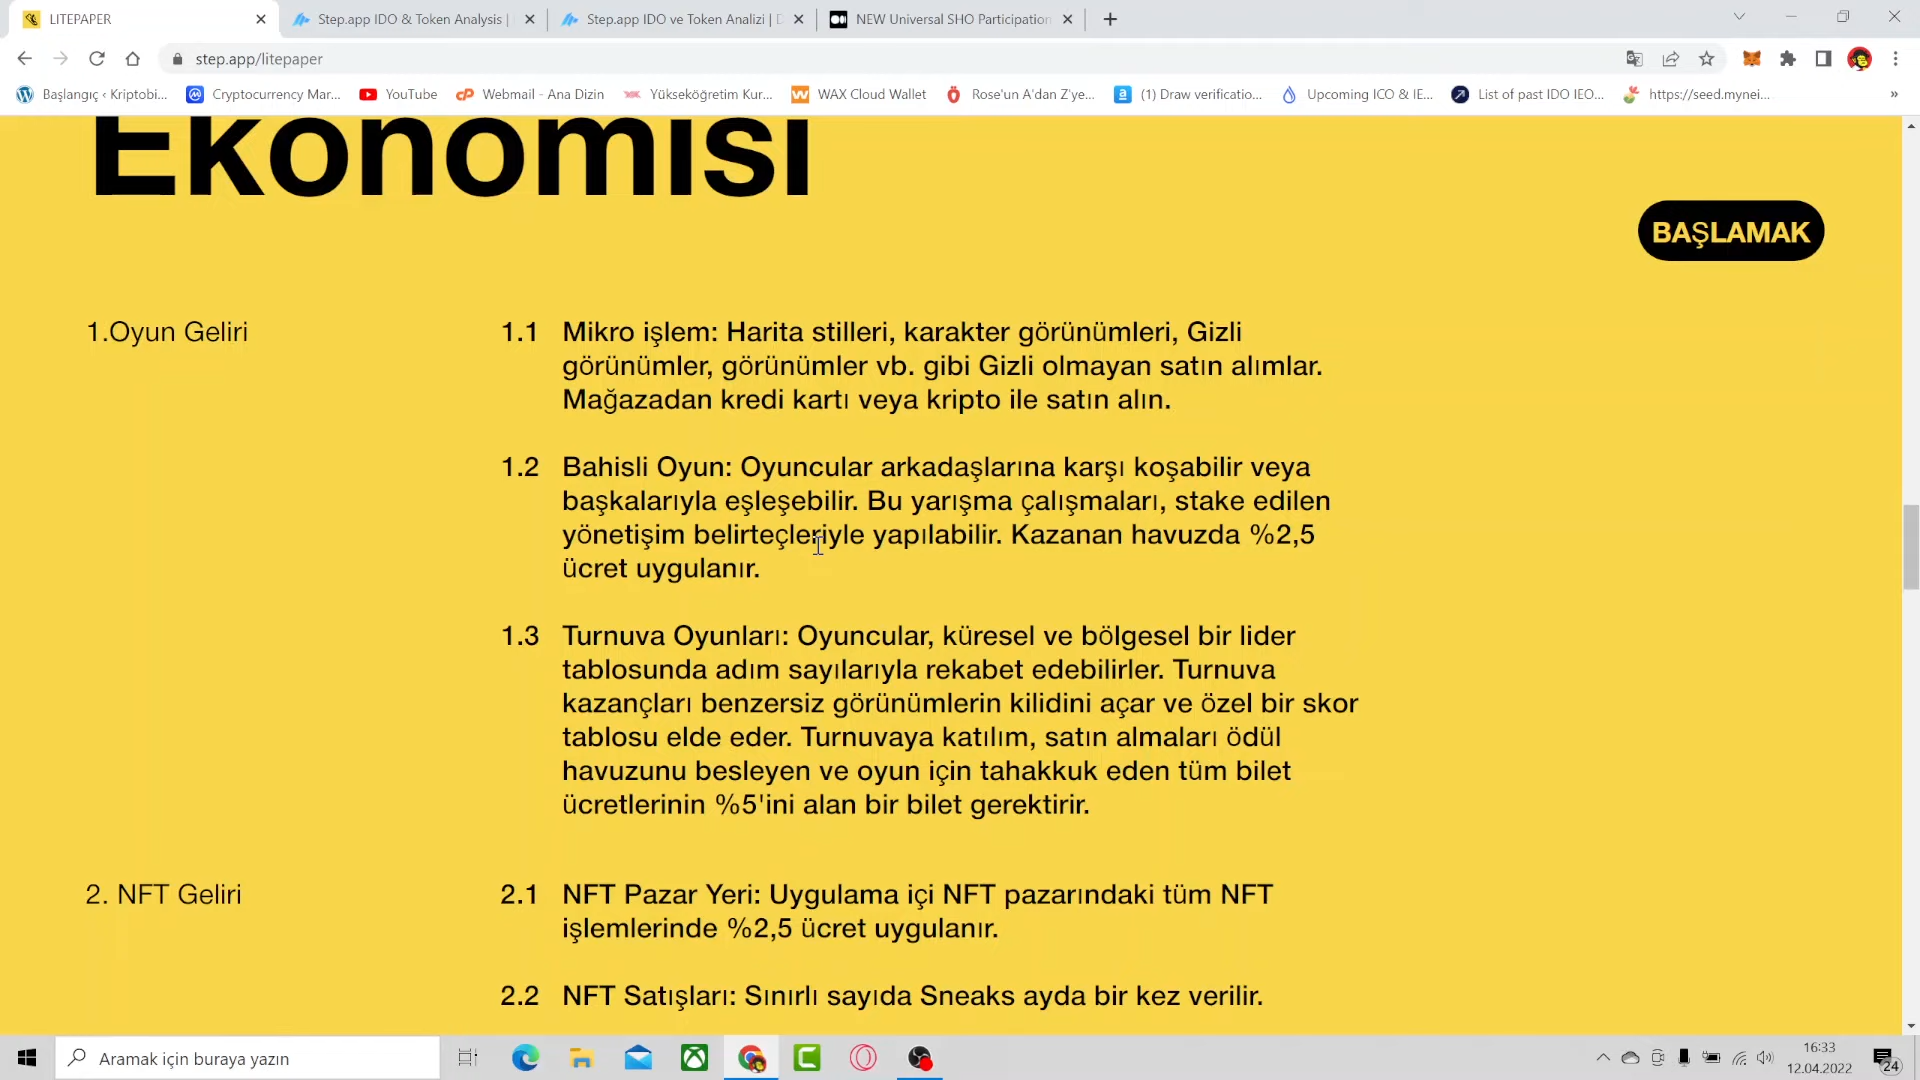 LITEPAPER
Step.app IDO & Token Analysis |
Step.app IDO ve Token Analizi | D
NEW Universal SHO Participation
step.app/litepaper
Başlangıç ‹ Kriptobi...
Cryptocurrency Mar...
YouTube
Webmail - Ana Dizin
Yükseköğretim Kur...
WAX Cloud Wallet
Rose'un A'dan Z'ye...
(1) Draw verificatio...
Upcoming ICO & IE...
List of past IDO IEO...
https://seed.mynei...
»
Ekonomisi
BAŞLAMAK
1.Oyun Geliri
1.1 Mikro işlem: Harita stilleri, karakter görünümleri, Gizli
görünümler, görünümler vb. gibi Gizli olmayan satın alımlar.
Mağazadan kredi kartı veya kripto ile satın alın.
1.2 Bahisli Oyun: Oyuncular arkadaşlarına karşı koşabilir veya
başkalarıyla eşleşebilir. Bu yarışma çalışmaları, stake edilen
yönetişim belirteçleriyle yapılabilir. Kazanan havuzda %2,5
ücret uygulanır.
1.3 Turnuva Oyunları: Oyuncular, küresel ve bölgesel bir lider
tablosunda adım sayılarıyla rekabet edebilirler. Turnuva
kazançları benzersiz görünümlerin kilidini açar ve özel bir skor
tablosu elde eder. Turnuvaya katılım, satın almaları ödül
havuzunu besleyen ve oyun için tahakkuk eden tüm bilet
ücretlerinin %5'ini alan bir bilet gerektirir.
2. NFT Geliri
2.1 NFT Pazar Yeri: Uygulama içi NFT pazarındaki tüm NFT
işlemlerinde %2,5 ücret uygulanır.
2.2 NFT Satışları: Sınırlı sayıda Sneaks ayda bir kez verilir.
Aramak için buraya yazın
16:33
12.04.2022
24